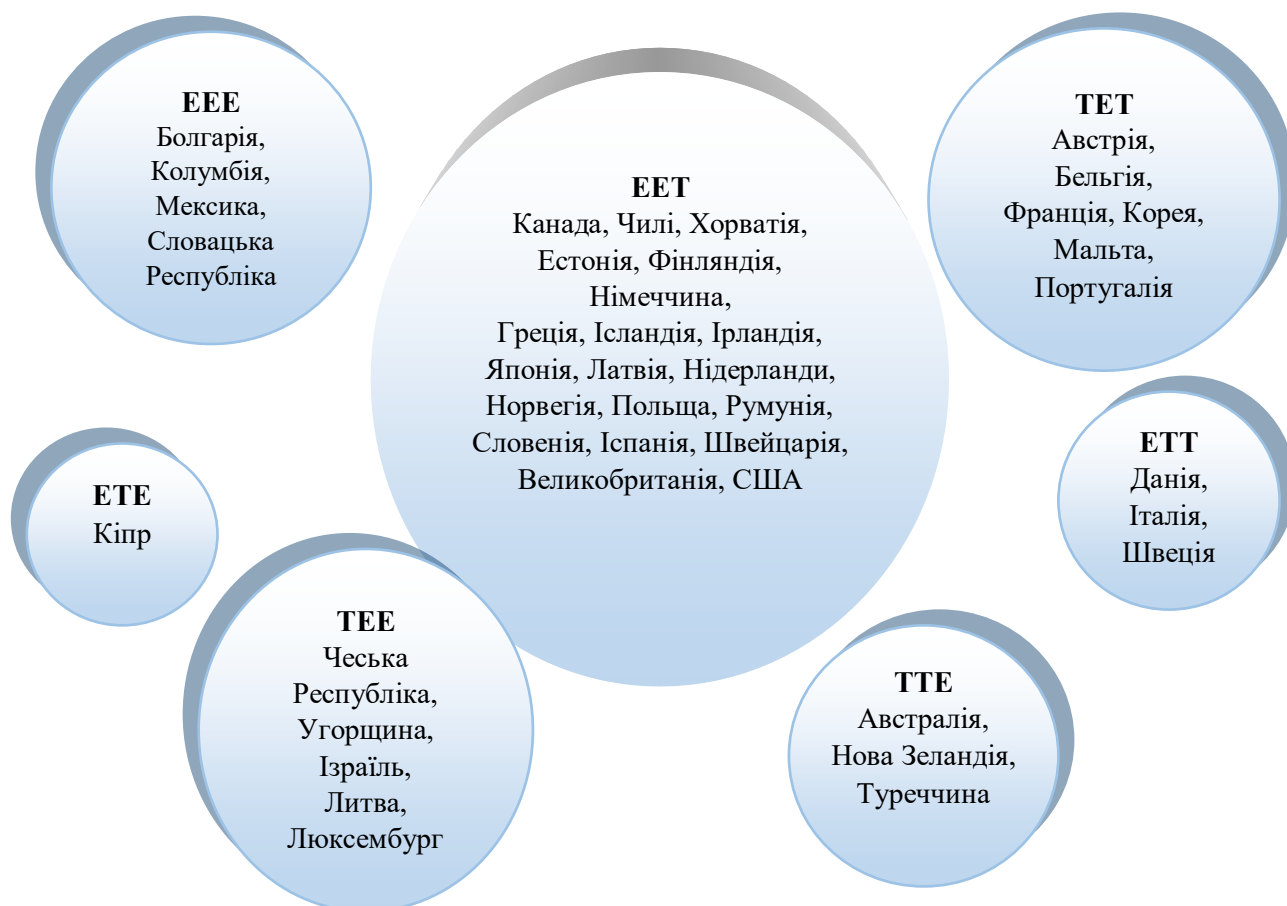 EEE
Болгарія,
Колумбія,
Мексика,
Словацька
Республіка
EET
Канада, Чилі, Хорватія,
Естонія, Фінляндія,
Німеччина,
Греція, Ісландія, Ірландія,
Японія, Латвія, Нідерланди,
Норвегія, Польща, Румунія,
Словенія, Іспанія, Швейцарія,
Великобританія, США
TET
Австрія,
Бельгія,
Франція, Корея,
Мальта,
Португалія
ETT
Данія,
Італія,
Швеція
ETE
Кіпр
TEE
Чеська
Республіка,
Угорщина,
Ізраїль,
Литва,
Люксембург
TTE
Австралія,
Нова Зеландія,
Туреччина